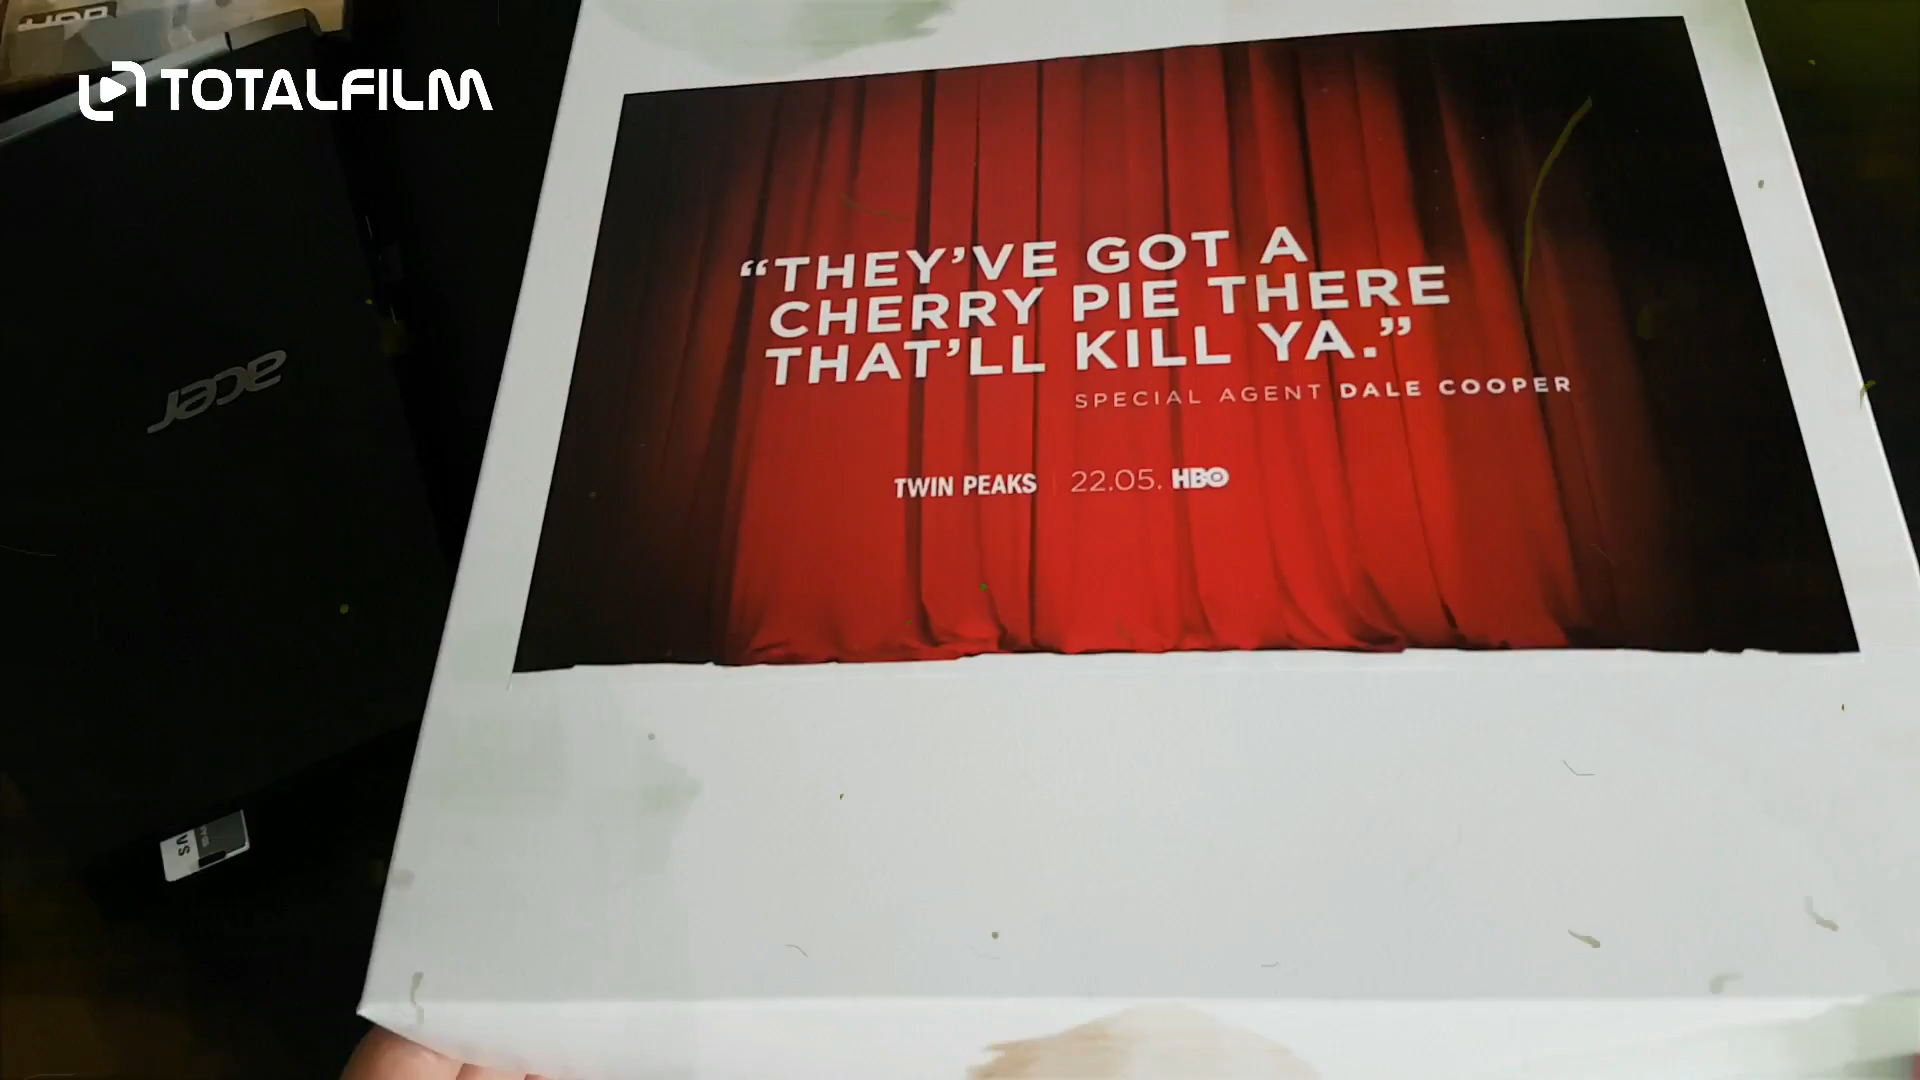 TOTALFILM
"THEY'VE GOT A
CHERRY PIE THERE
THAT'LL KILL YA."
SPECIAL AGENT DALE COOPER
TWIN PEAKS | 22.05. HBO
acer